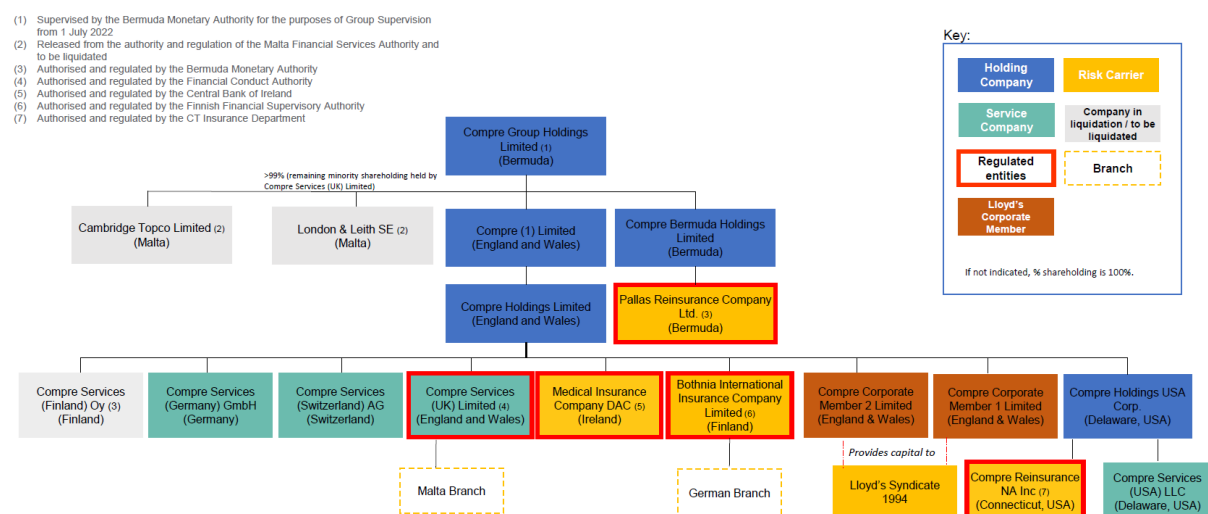 (1) Supervised by the Bermuda Monetary Authority for the purposes of Group Supervision
from 1 July 2022
(2) Released from the authority and regulation of the Malta Financial Services Authority and
to be liquidated
(3) Authorised and regulated by the Bermuda Monetary Authority
(4) Authorised and regulated by the Financial Conduct Authority
(5) Authorised and regulated by the Central Bank of Ireland
(6) Authorised and regulated by the Finnish Financial Supervisory Authority
(7) Authorised and regulated by the CT Insurance Department
Key:
Holding
Company
Risk Carrier
Service
Company
Company in
liquidation / to be
liquidated
Regulated
entities
Branch
Lloyd's
Corporate
Member
If not indicated, % shareholding is 100%.
Compre Group Holdings
Limited (1)
(Bermuda)
>99% (remaining minority shareholding held by
Compre Services (UK) Limited)
Cambridge Topco Limited (2)
(Malta)
London & Leith SE (2)
(Malta)
Compre (1) Limited
(England and Wales)
Compre Bermuda Holdings
Limited
(Bermuda)
Compre Holdings Limited
(England and Wales)
Pallas Reinsurance Company
Ltd. (3)
(Bermuda)
Compre Services
(Finland) Oy (3)
(Finland)
Compre Services
(Germany) GmbH
(Germany)
Compre Services
(Switzerland) AG
(Switzerland)
Compre Services
(UK) Limited (4)
(England and Wales)
Medical Insurance
Company DAC (5)
(Ireland)
Bothnia International
Insurance Company
Limited (6)
(Finland)
Compre Corporate
Member 2 Limited
(England & Wales)
Compre Corporate
Member 1 Limited
(England & Wales)
Compre Holdings USA
Corp.
(Delaware, USA)
Provides capital to
Malta Branch
German Branch
Lloyd's Syndicate
1994
Compre Reinsurance
NA Inc (7)
(Connecticut, USA)
Compre Services
(USA) LLC
(Delaware, USA)